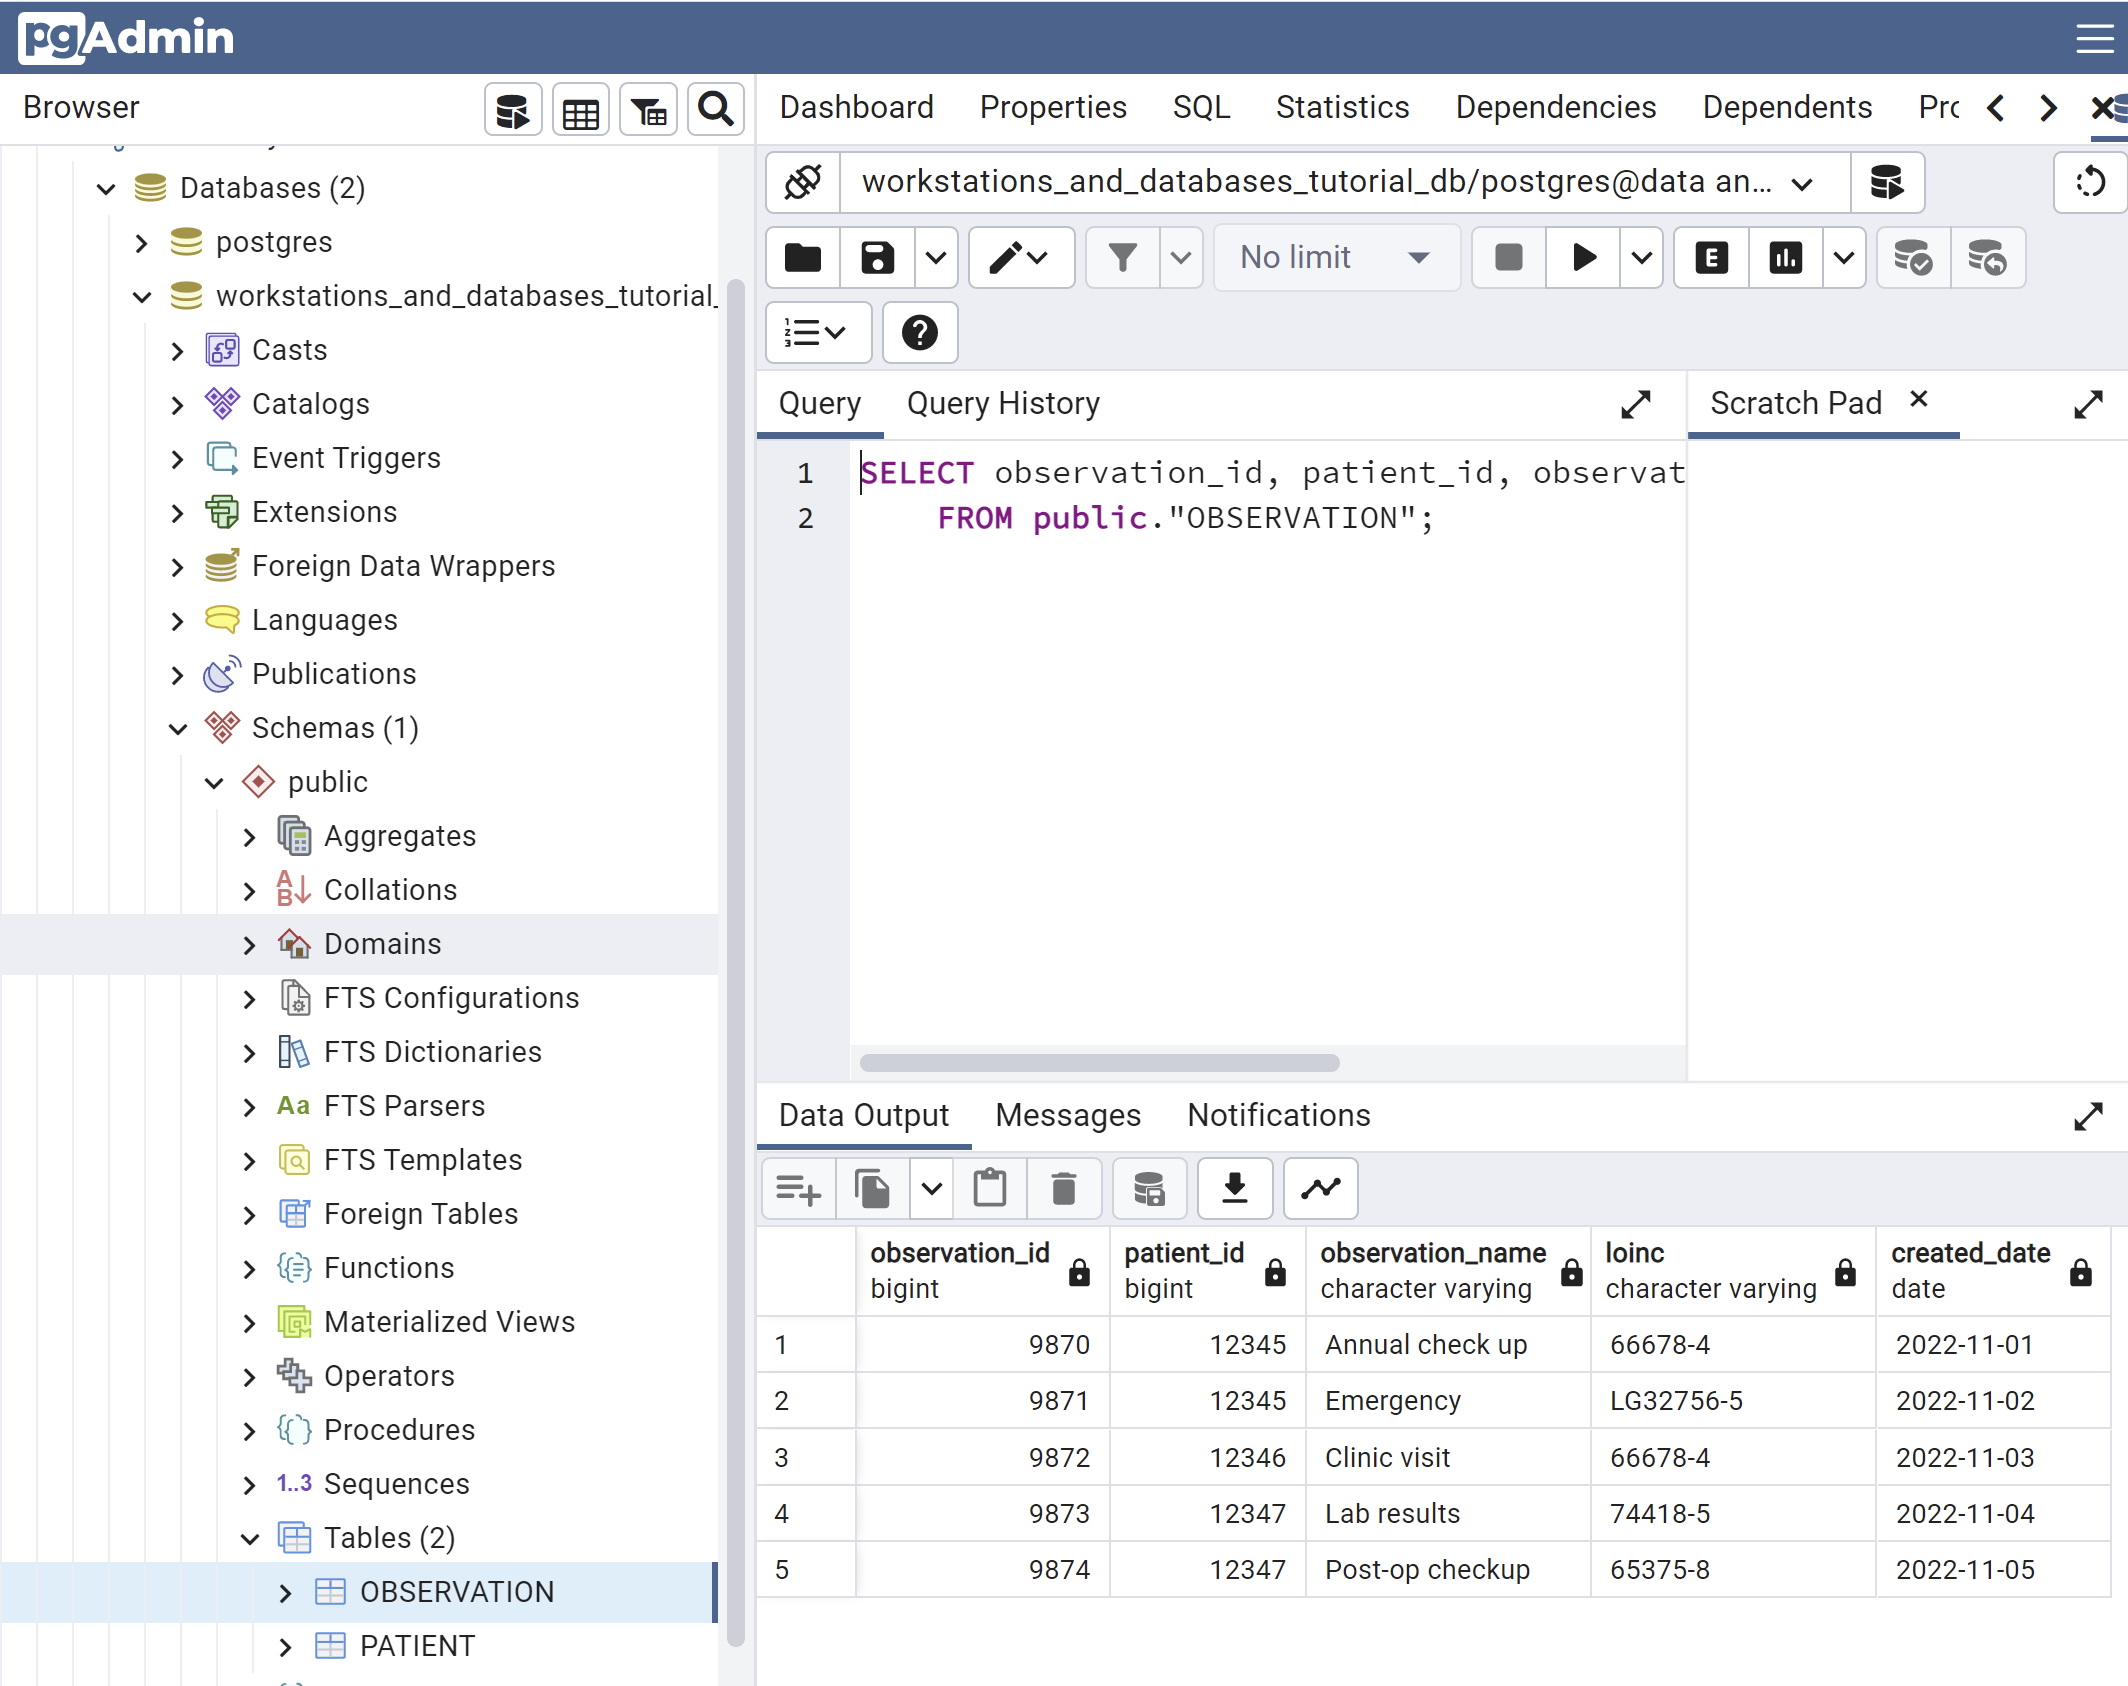 pgAdmin
Browser
Dashboard Properties SQL Statistics Dependencies Dependents
Databases (2)
postgres
workstations_and_databases_tutorial_
Casts
Catalogs
Event Triggers
Extensions
Foreign Data Wrappers
Languages
Publications
Schemas (1)
public
Aggregates
Collations
Domains
FTS Configurations
FTS Dictionaries
Aa FTS Parsers
FTS Templates
Foreign Tables
Functions
Materialized Views
Operators
Procedures
1..3 Sequences
Tables (2)
OBSERVATION
PATIENT
workstations_and_databases_tutorial_db/postgres@data an...
No limit
E
Query Query History
Scratch Pad
1 SELECT observation_id, patient_id, observat
2 FROM public."OBSERVATION";
Data Output Messages Notifications
observation_id patient_id observation_name loinc created_date
bigint bigint character varying character varying date
1 9870 12345 Annual check up 66678-4 2022-11-01
2 9871 12345 Emergency LG32756-5 2022-11-02
3 9872 12346 Clinic visit 66678-4 2022-11-03
4 9873 12347 Lab results 74418-5 2022-11-04
5 9874 12347 Post-op checkup 65375-8 2022-11-05